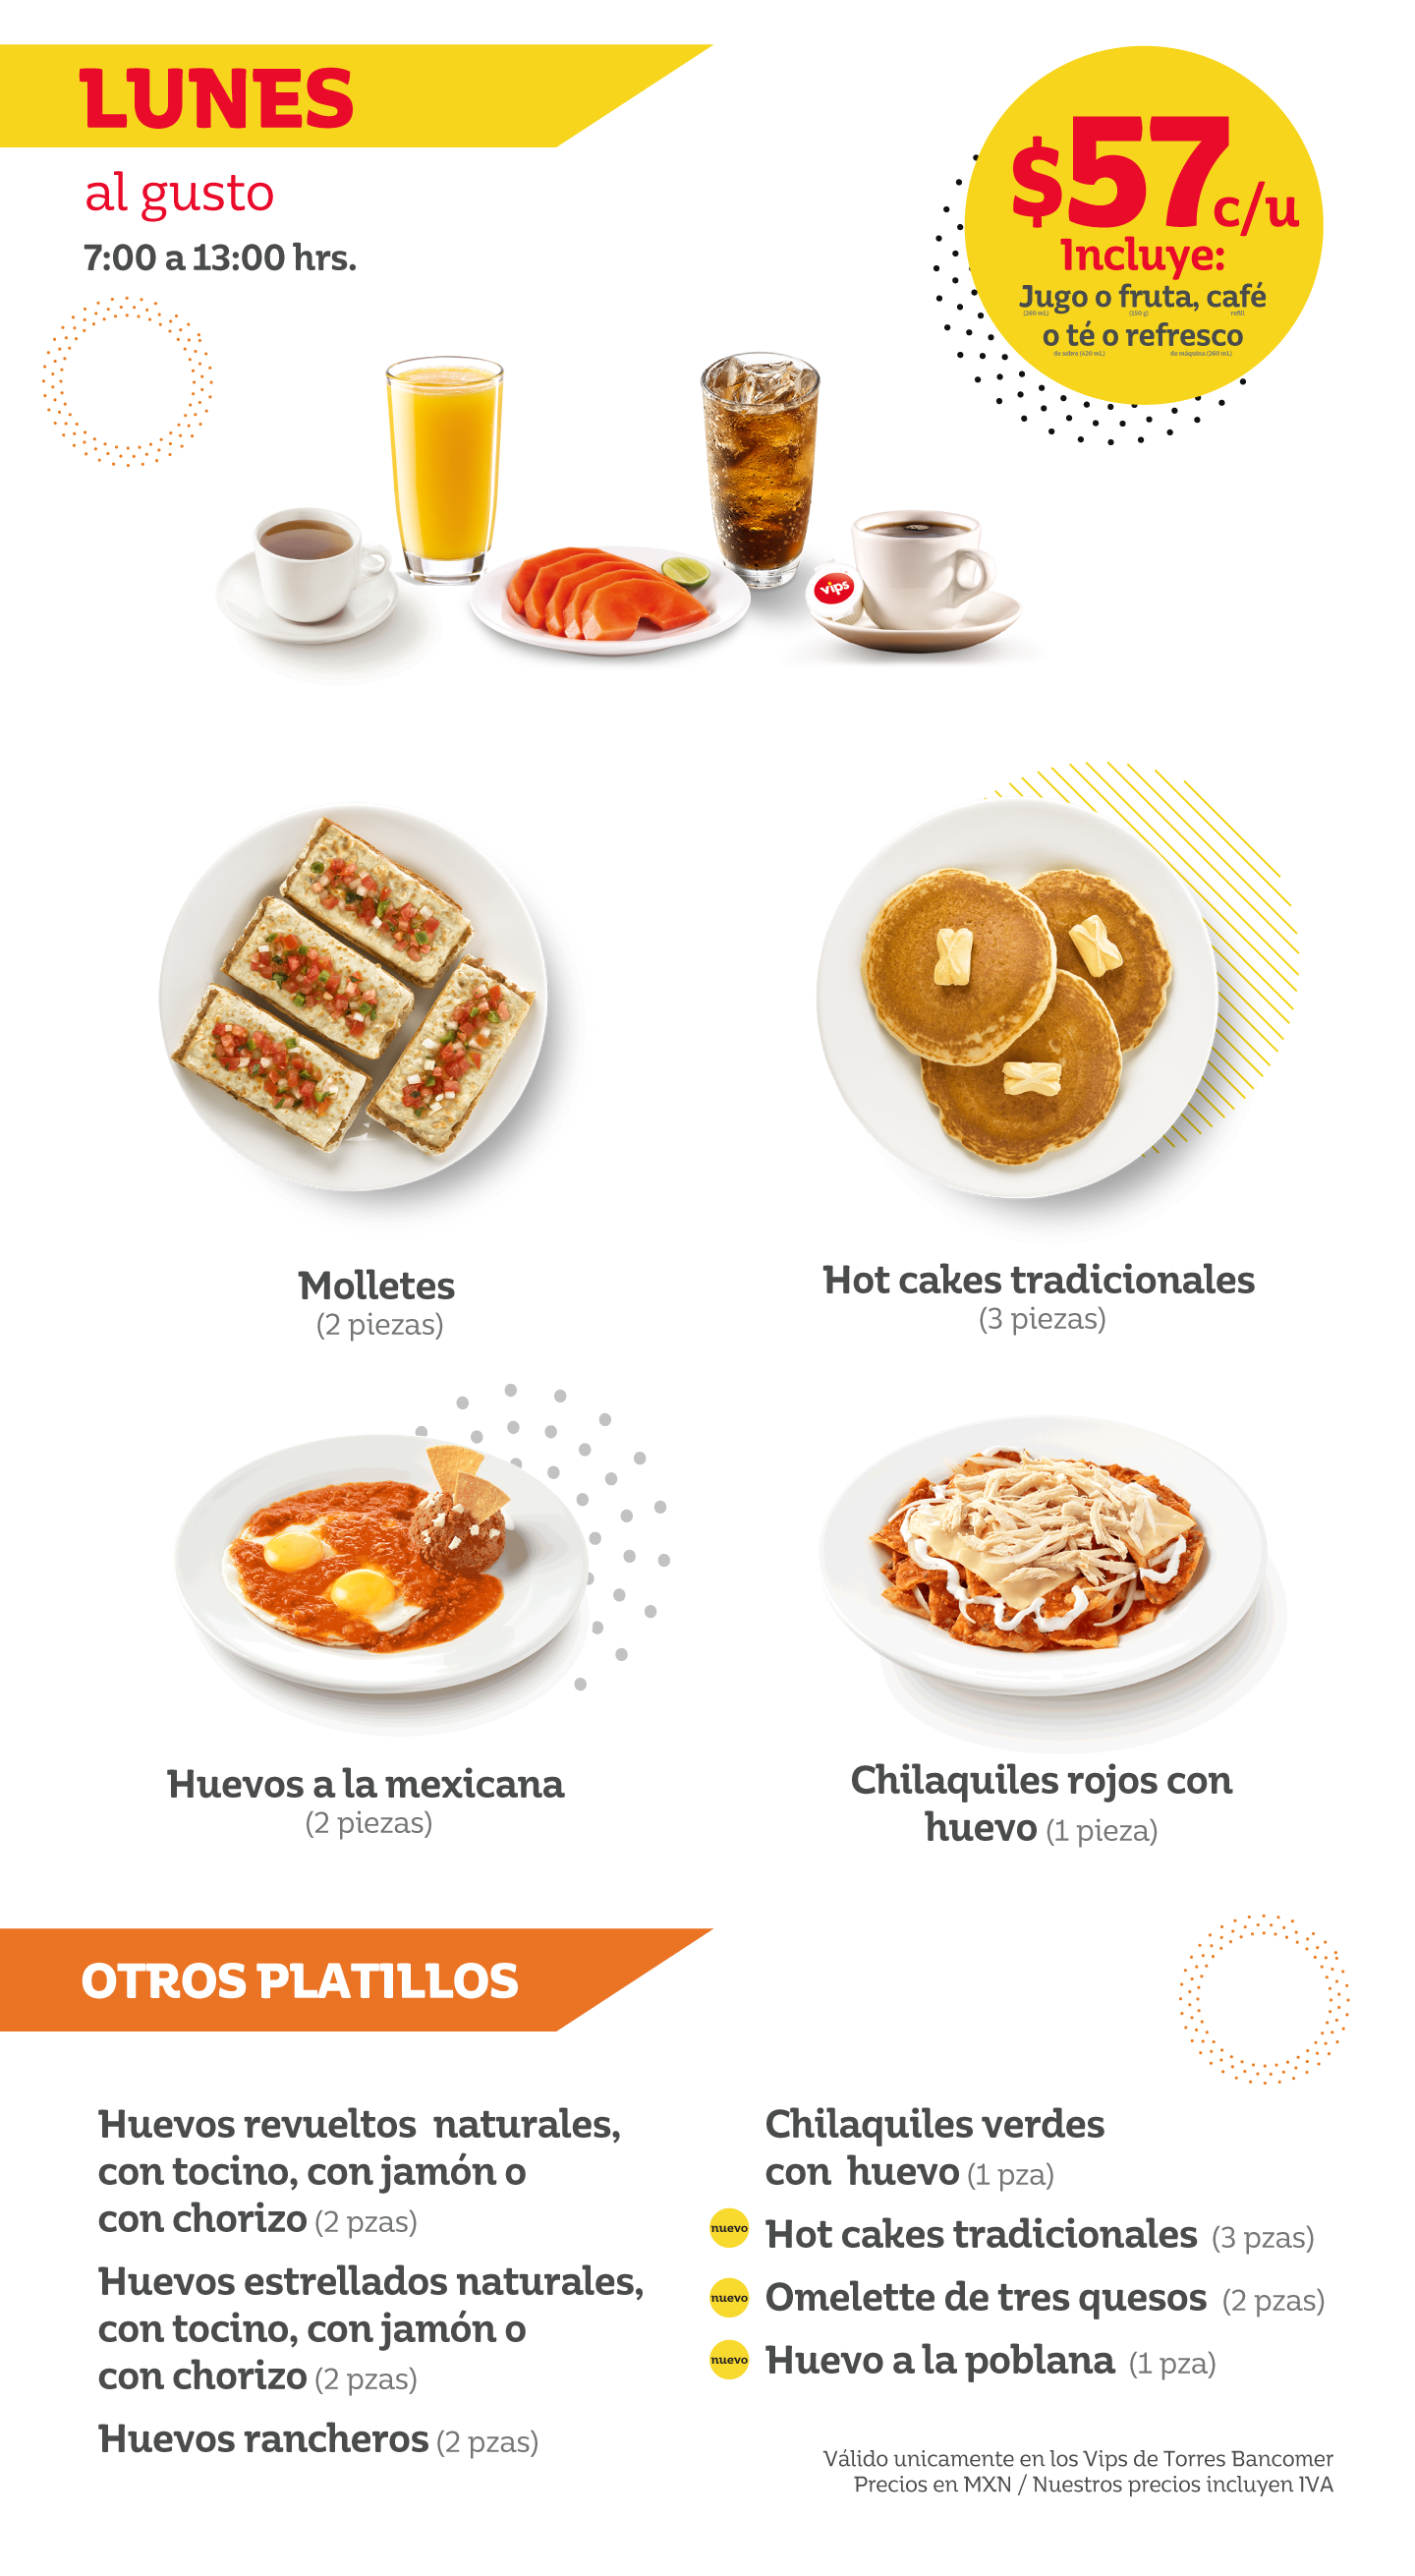 LUNES
al gusto
7:00 a 13:00 hrs.
$57 c/u
Incluye:
Jugo o fruta, café
(260 mL) (150 g) refill
o té o refresco
de sobre (420 mL) de máquina (260 mL)
vips
Molletes
(2 piezas)
Hot cakes tradicionales
(3 piezas)
Huevos a la mexicana
(2 piezas)
Chilaquiles rojos con
huevo (1 pieza)
OTROS PLATILLOS
Huevos revueltos naturales,
con tocino, con jamón o
con chorizo (2 pzas)
Huevos estrellados naturales,
con tocino, con jamón o
con chorizo (2 pzas)
Huevos rancheros (2 pzas)
Chilaquiles verdes
con huevo (1 pza)
nuevo Hot cakes tradicionales (3 pzas)
nuevo Omelette de tres quesos (2 pzas)
nuevo Huevo a la poblana (1 pza)
Válido unicamente en los Vips de Torres Bancomer
Precios en MXN / Nuestros precios incluyen IVA